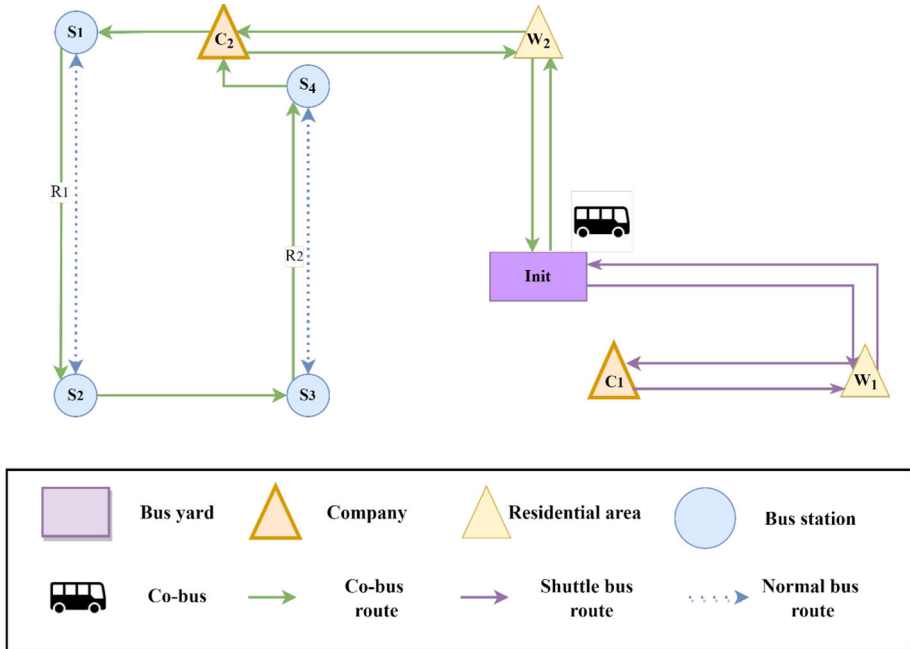 S1
C2
W2
S4
R1
R2
Init
C1
W1
S2
S3
Bus yard
Company
Residential area
Bus station
Co-bus
Co-bus
route
Shuttle bus
route
Normal bus
route